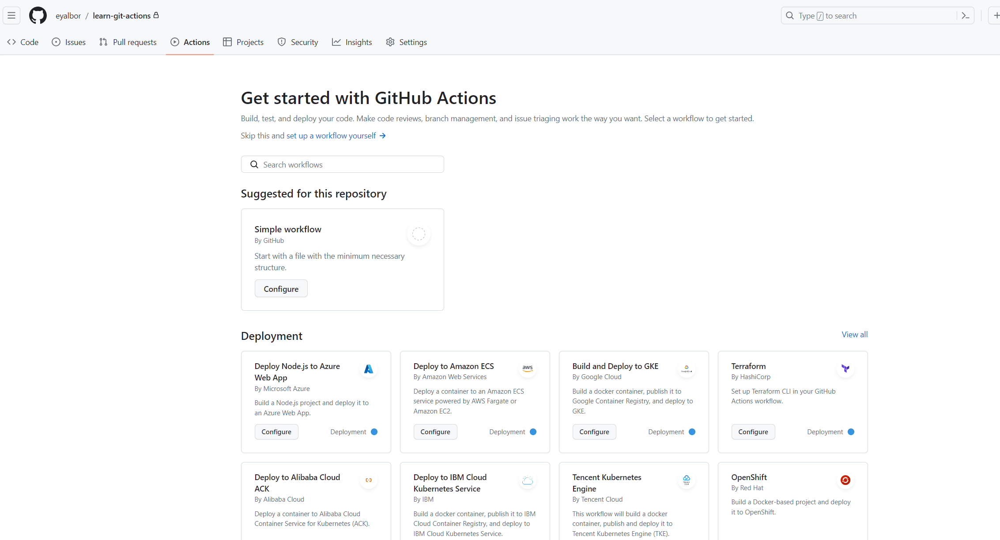 eyalbor / learn-git-actions
Type / to search
Code Issues Pull requests Actions Projects Security Insights Settings
Get started with GitHub Actions
Build, test, and deploy your code. Make code reviews, branch management, and issue triaging work the way you want. Select a workflow to get started.
Skip this and set up a workflow yourself →
Search workflows
Suggested for this repository
Simple workflow
By GitHub
Start with a file with the minimum necessary
structure.
Configure
Deployment
View all
Deploy Node.js to Azure
Web App
By Microsoft Azure
Build a Node.js project and deploy it to
an Azure Web App.
Configure
Deployment
Deploy to Amazon ECS
aws
By Amazon Web Services
Deploy a container to an Amazon ECS
service powered by AWS Fargate or
Amazon EC2.
Configure
Deployment
Build and Deploy to GKE
Google Cloud
By Google Cloud
Build a docker container, publish it to
Google Container Registry, and deploy to
GKE.
Configure
Deployment
Terraform
By HashiCorp
Set up Terraform CLI in your GitHub
Actions workflow.
Configure
Deployment
Deploy to Alibaba Cloud
ACK
By Alibaba Cloud
Deploy a container to Alibaba Cloud
Container Service for Kubernetes (ACK).
Deploy to IBM Cloud
Kubernetes Service
By IBM
Build a docker container, publish it to IBM
Cloud Container Registry, and deploy to
IBM Cloud Kubernetes Service.
Tencent Kubernetes
Engine
Tencent
Cloud
By Tencent Cloud
This workflow will build a docker
container, publish and deploy it to
Tencent Kubernetes Engine (TKE).
OpenShift
By Red Hat
Build a Docker-based project and deploy
it to OpenShift.